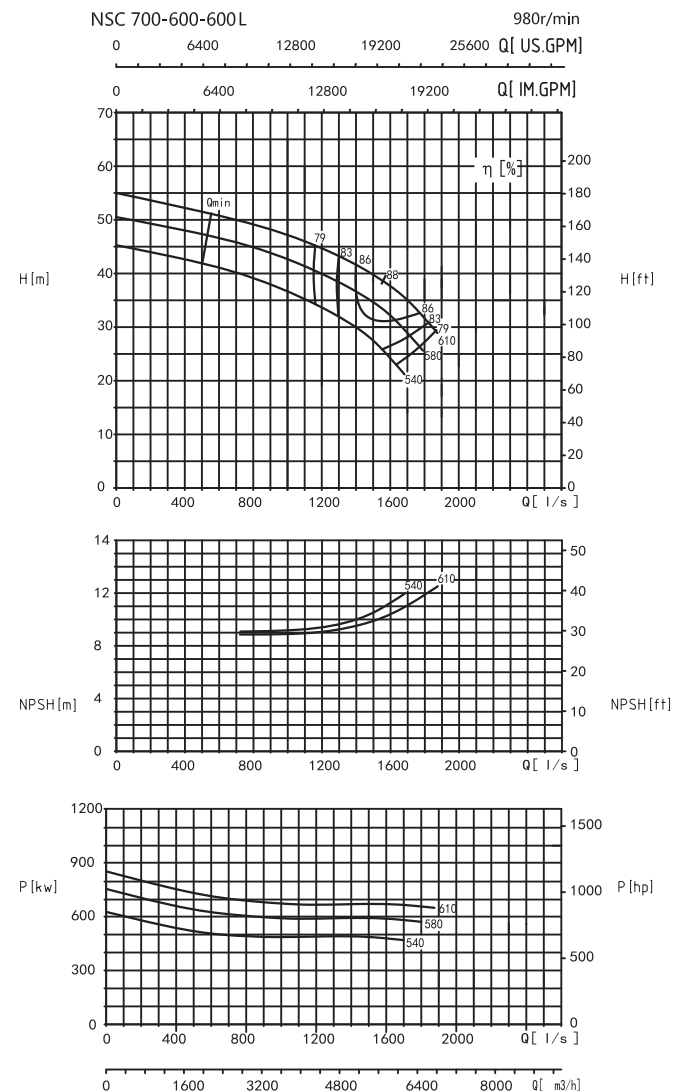 NSC 700-600-600L 980r/min
0 6400 12800 19200 25600 Q[ US.GPM]
0 6400 12800 19200 Q[ IM.GPM]
70
60 η [%] 200
180
Qmin
50 160
79
83
86 140
H[m] 40 88 H[ft]
120
86
30 83 100
79
610
580 80
20 540
60
10 40
20
0 0
0 400 800 1200 1600 2000 Q[ l/s ]
14
50
12 540 610 40
8 30
20
NPSH[m] 4 10 NPSH[ft]
0 0
0 400 800 1200 1600 2000 Q[ l/s ]
1200
1500
900
P[kw] 1000 P[hp]
600 610
580
540
500
300
0 0
0 400 800 1200 1600 2000 Q[ l/s ]
0 1600 3200 4800 6400 8000 Q[ m3/h]